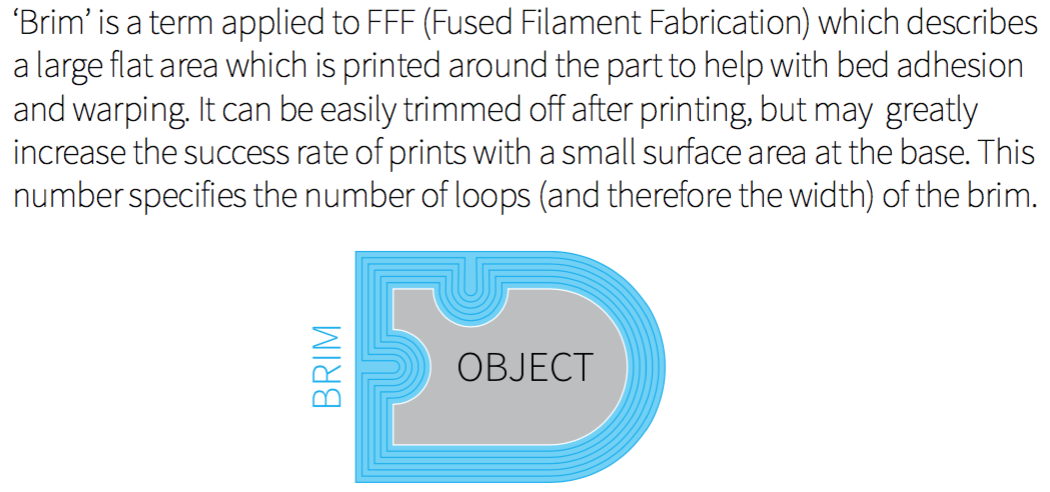 ‘Brim’ is a term applied to FFF (Fused Filament Fabrication) which describes
a large flat area which is printed around the part to help with bed adhesion
and warping. It can be easily trimmed off after printing, but may greatly
increase the success rate of prints with a small surface area at the base. This
number specifies the number of loops (and therefore the width) of the brim.
BRIM
OBJECT